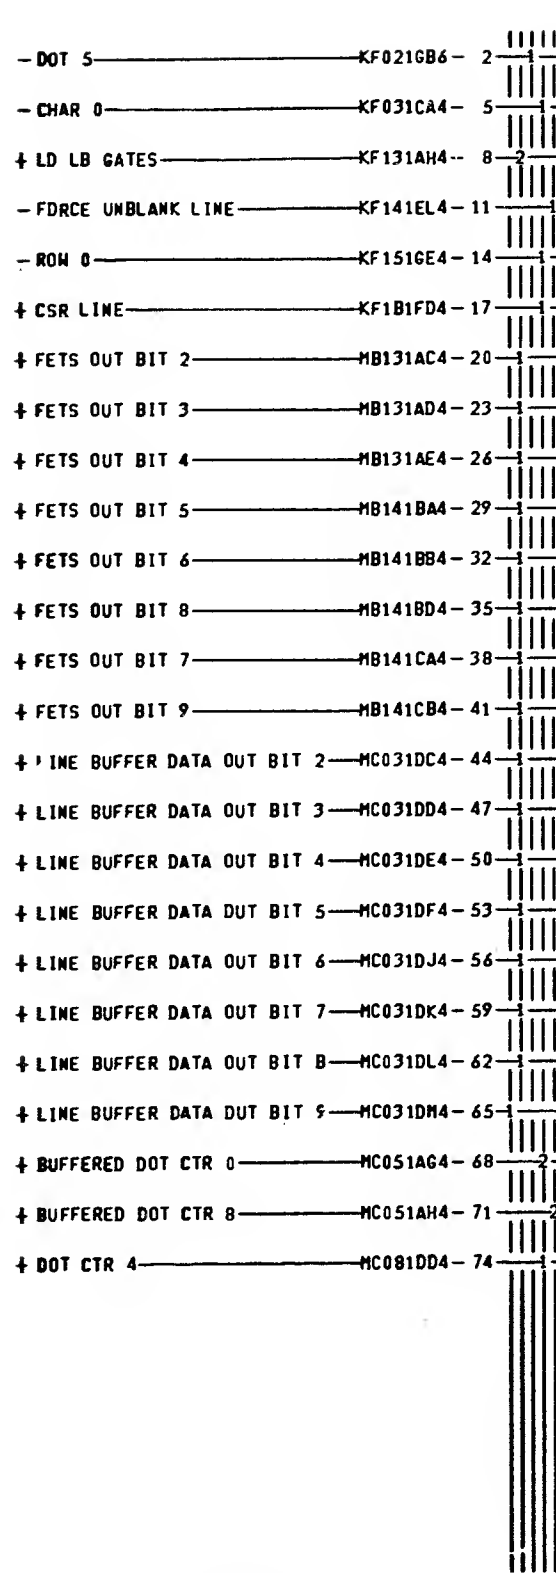 - DOT 5 KF021GB6 - 2 1
- CHAR 0 KF031CA4 - 5 1
+ LD LB GATES KF131AH4 -- 8 2
- FDRCE UNBLANK LINE KF141EL4 - 11 1
- ROW 0 KF151GE4 - 14 1
+ CSR LINE KF1B1FD4 - 17 1
+ FETS OUT BIT 2 MB131AC4 - 20 1
+ FETS OUT BIT 3 MB131AD4 - 23 1
+ FETS OUT BIT 4 MB131AE4 - 26 1
+ FETS OUT BIT 5 MB141BA4 - 29 1
+ FETS OUT BIT 6 MB141BB4 - 32 1
+ FETS OUT BIT 8 MB141BD4 - 35 1
+ FETS OUT BIT 7 MB141CA4 - 38 1
+ FETS OUT BIT 9 MB141CB4 - 41 1
+ BUFFER DATA OUT BIT 2 MC031DC4 - 44 1
+ LINE BUFFER DATA OUT BIT 3 MC031DD4 - 47 1
+ LINE BUFFER DATA OUT BIT 4 MC031DE4 - 50 1
+ LINE BUFFER DATA DUT BIT 5 MC031DF4 - 53 1
+ LINE BUFFER DATA OUT BIT 6 MC031DJ4 - 56 1
+ LINE BUFFER DATA OUT BIT 7 MC031DK4 - 59 1
+ LINE BUFFER DATA OUT BIT B MC031DL4 - 62 1
+ LINE BUFFER DATA DUT BIT 9 MC031DM4 - 65 1
+ BUFFERED DOT CTR 0 MC051AG4 - 68 2
+ BUFFERED DOT CTR 8 MC051AH4 - 71 2
+ DOT CTR 4 MC081DD4 - 74 1